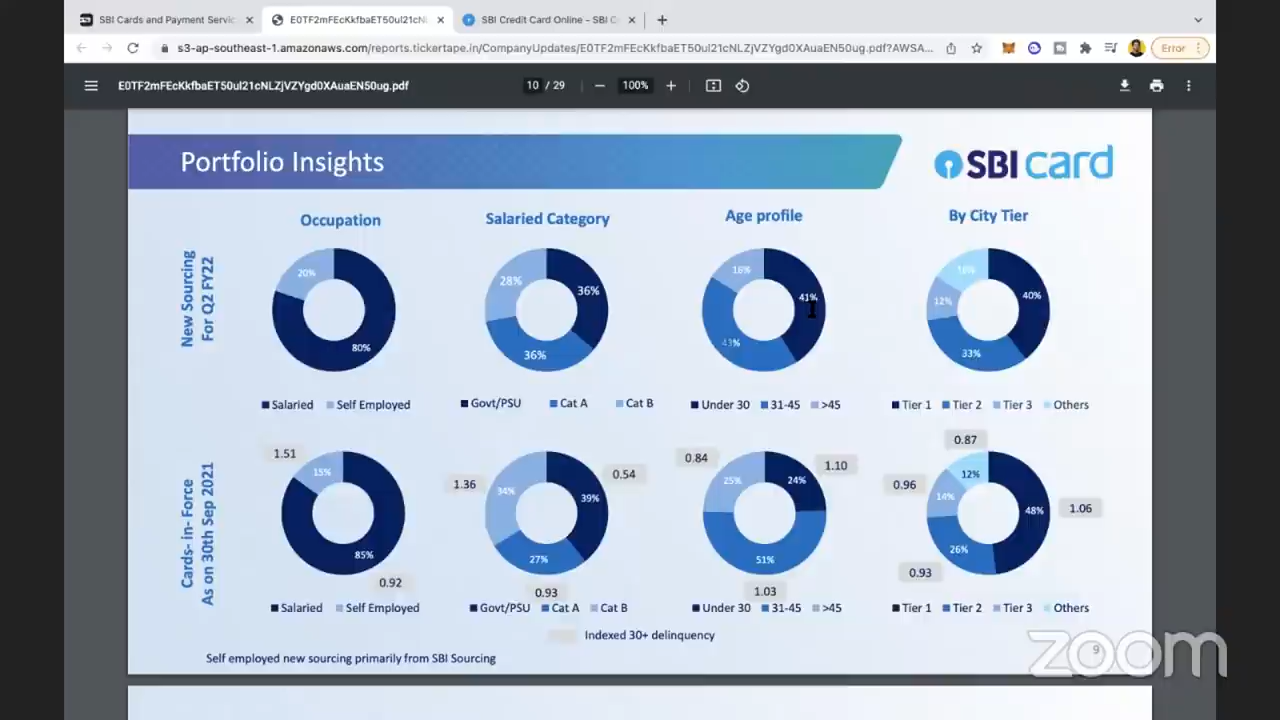 SBI Cards and Payment Servic
E0TF2mFEcKkfbaET50ul21cNL
SBI Credit Card Online – SBI C
s3-ap-southeast-1.amazonaws.com/reports.tickertape.in/CompanyUpdates/E0TF2mFEcKkfbaET50ul21cNLZjVZYgd0XAuaEN50ug.pdf?AWSA...
Error
E0TF2mFEcKkfbaET50ul21cNLZjVZYgd0XAuaEN50ug.pdf
10 / 29
100%
Portfolio Insights
SBI card
Occupation
Salaried Category
Age profile
By City Tier
New Sourcing
For Q2 FY22
20%
80%
28%
36%
36%
16%
41%
43%
16%
40%
12%
33%
Salaried Self Employed
Govt/PSU Cat A Cat B
Under 30 31-45 >45
Tier 1 Tier 2 Tier 3 Others
Cards-in- Force
As on 30th Sep 2021
1.51
15%
85%
0.92
1.36
34%
39%
0.54
27%
0.93
0.84
25%
24%
1.10
51%
1.03
0.87
0.96
12%
14%
48%
1.06
26%
0.93
Salaried Self Employed
Govt/PSU Cat A Cat B
Under 30 31-45 >45
Tier 1 Tier 2 Tier 3 Others
Indexed 30+ delinquency
Self employed new sourcing primarily from SBI Sourcing
9
zoom